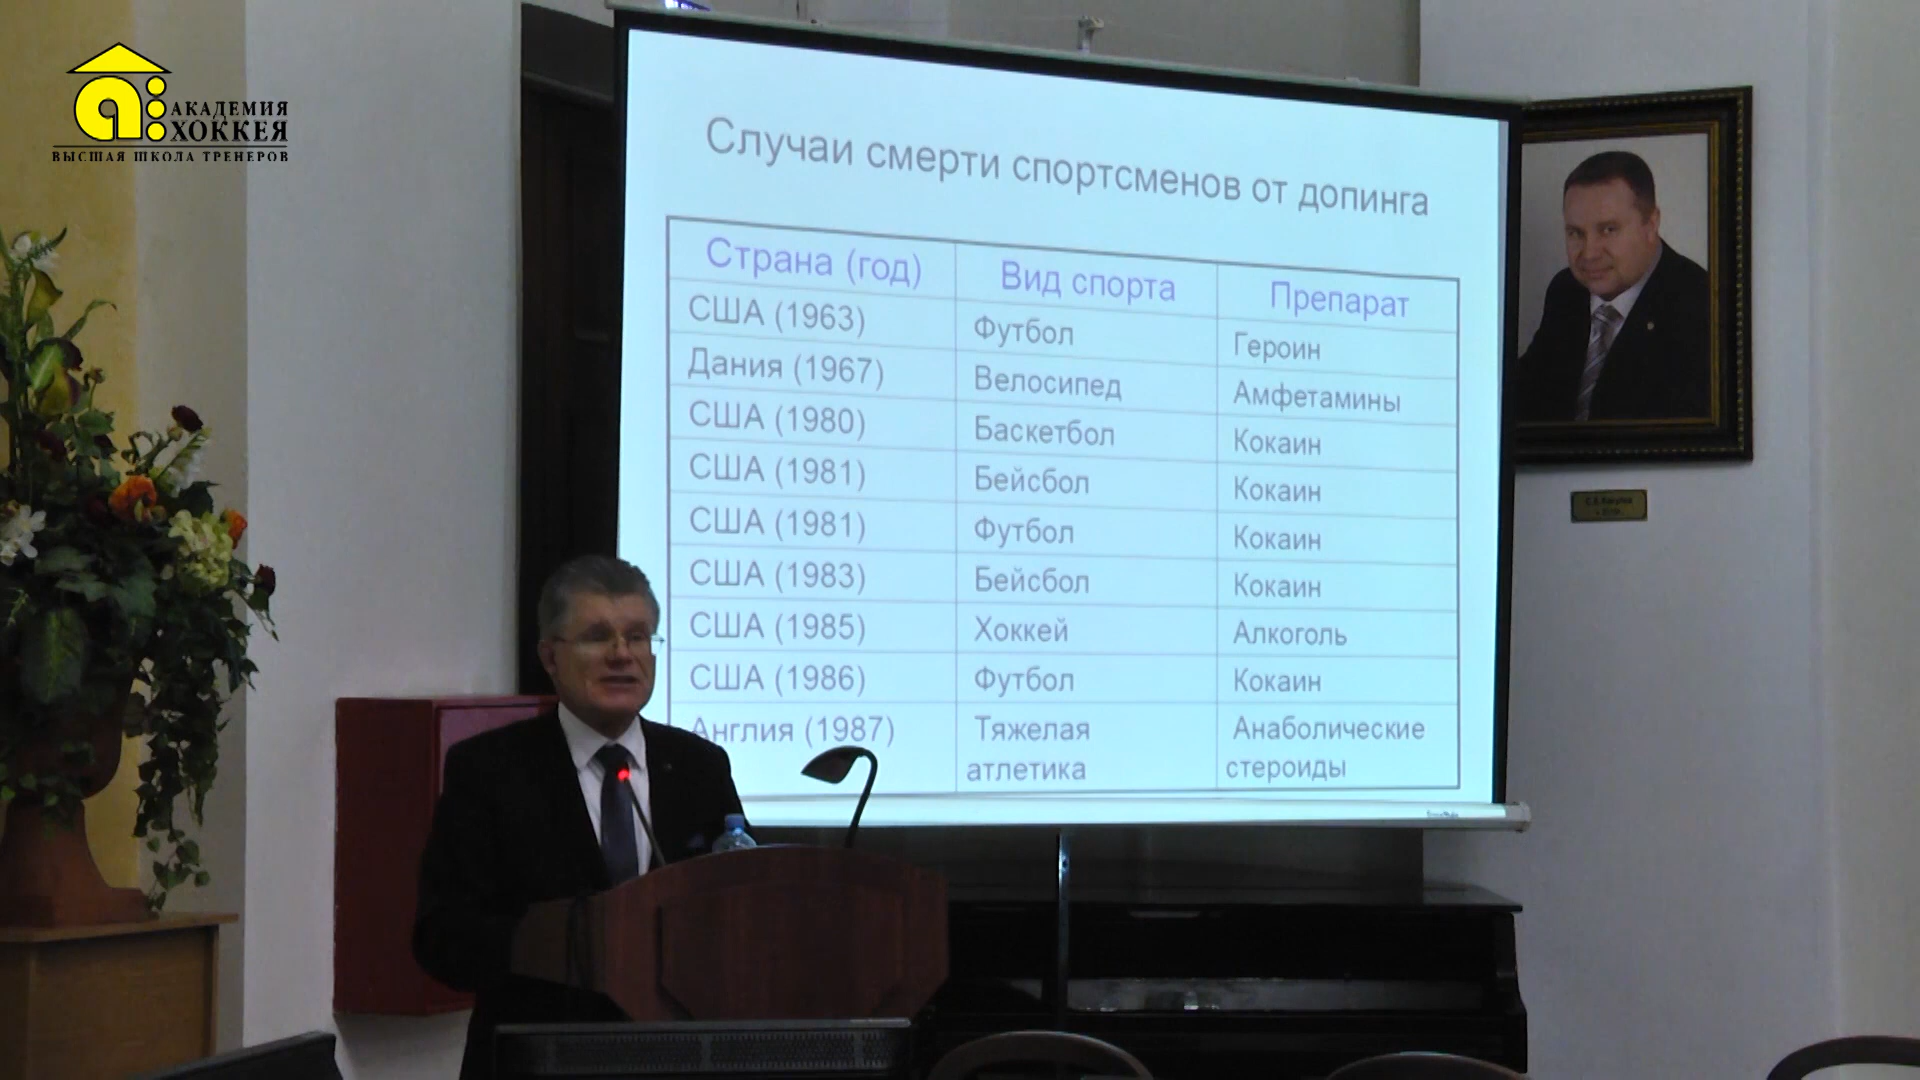 АКАДЕМИЯ
ХОККЕЯ
ВЫСШАЯ ШКОЛА ТРЕНЕРОВ
Случаи смерти спортсменов от допинга
Страна (год) Вид спорта Препарат
США (1963) Футбол Героин
Дания (1967) Велосипед Амфетамины
США (1980) Баскетбол Кокаин
США (1981) Бейсбол Кокаин
США (1981) Футбол Кокаин
США (1983) Бейсбол Кокаин
США (1985) Хоккей Алкоголь
США (1986) Футбол Кокаин
Англия (1987) Тяжелая Анаболические
атлетика стероиды